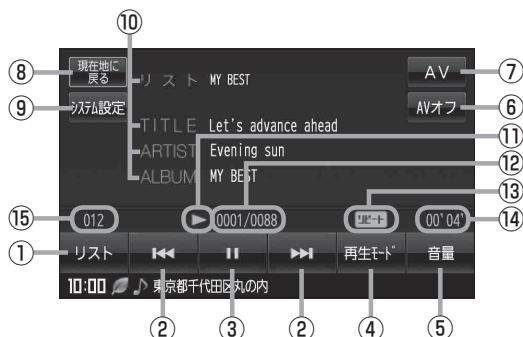 ⑩
⑧ 現在地に戻る リスト MY BEST AV ⑦
⑨ システム設定 AVオフ ⑥
TITLE Let's advance ahead
ARTIST Evening sun ⑪
ALBUM MY BEST ⑫
⑬
⑮ 012 0001/0088 リピート 00'04' ⑭
① リスト 再生モード 音量
10:00 東京都千代田区丸の内
② ③ ② ④ ⑤